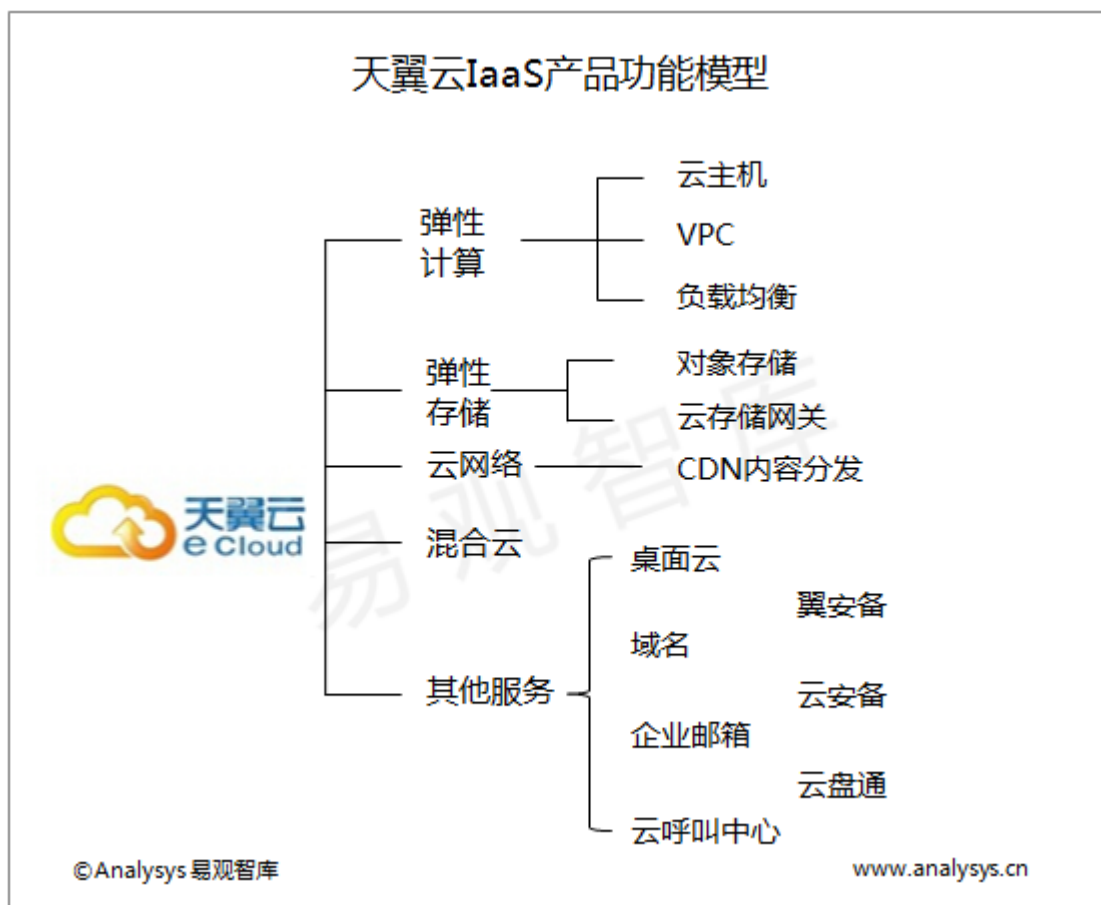 天翼云IaaS产品功能模型
云主机
弹性
计算
VPC
负载均衡
弹性
存储
对象存储
云存储网关
云网络
CDN内容分发
天翼云
e Cloud
混合云
桌面云
翼安备
域名
其他服务
云安备
企业邮箱
云盘通
云呼叫中心
易观智库
©Analysys 易观智库
www.analysys.cn